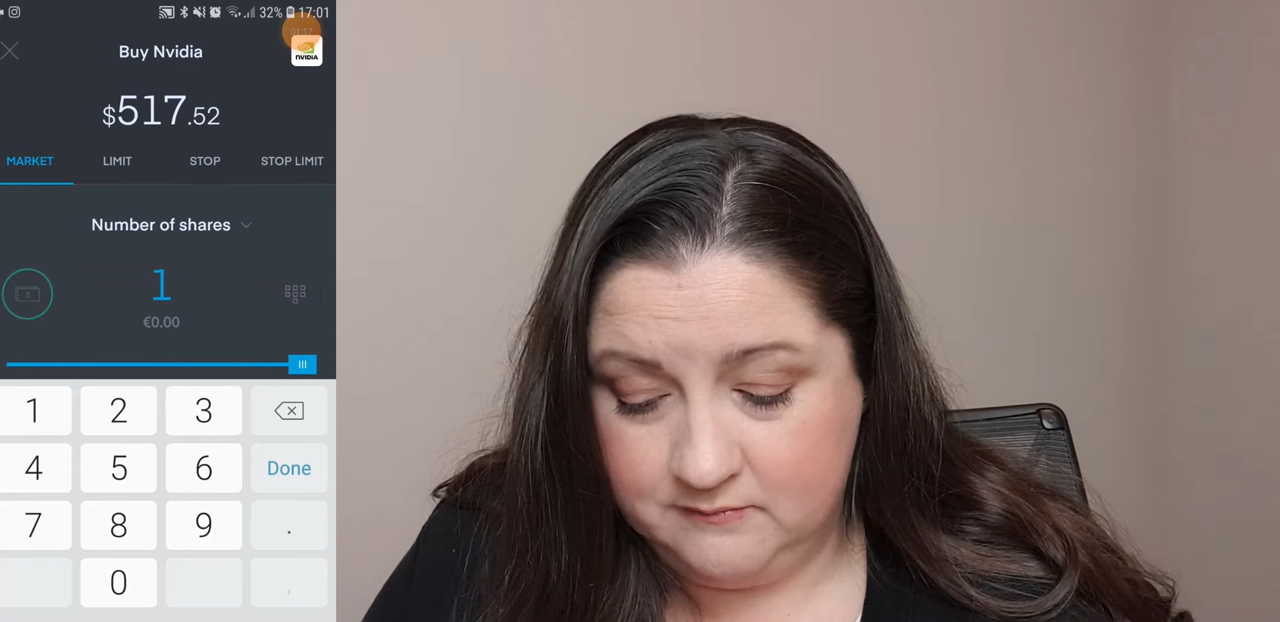 32% 17:01
Buy Nvidia
NVIDIA
$517.52
MARKET LIMIT STOP STOP LIMIT
Number of shares
1
€0.00
1 2 3
4 5 6 Done
7 8 9 .
0 ,